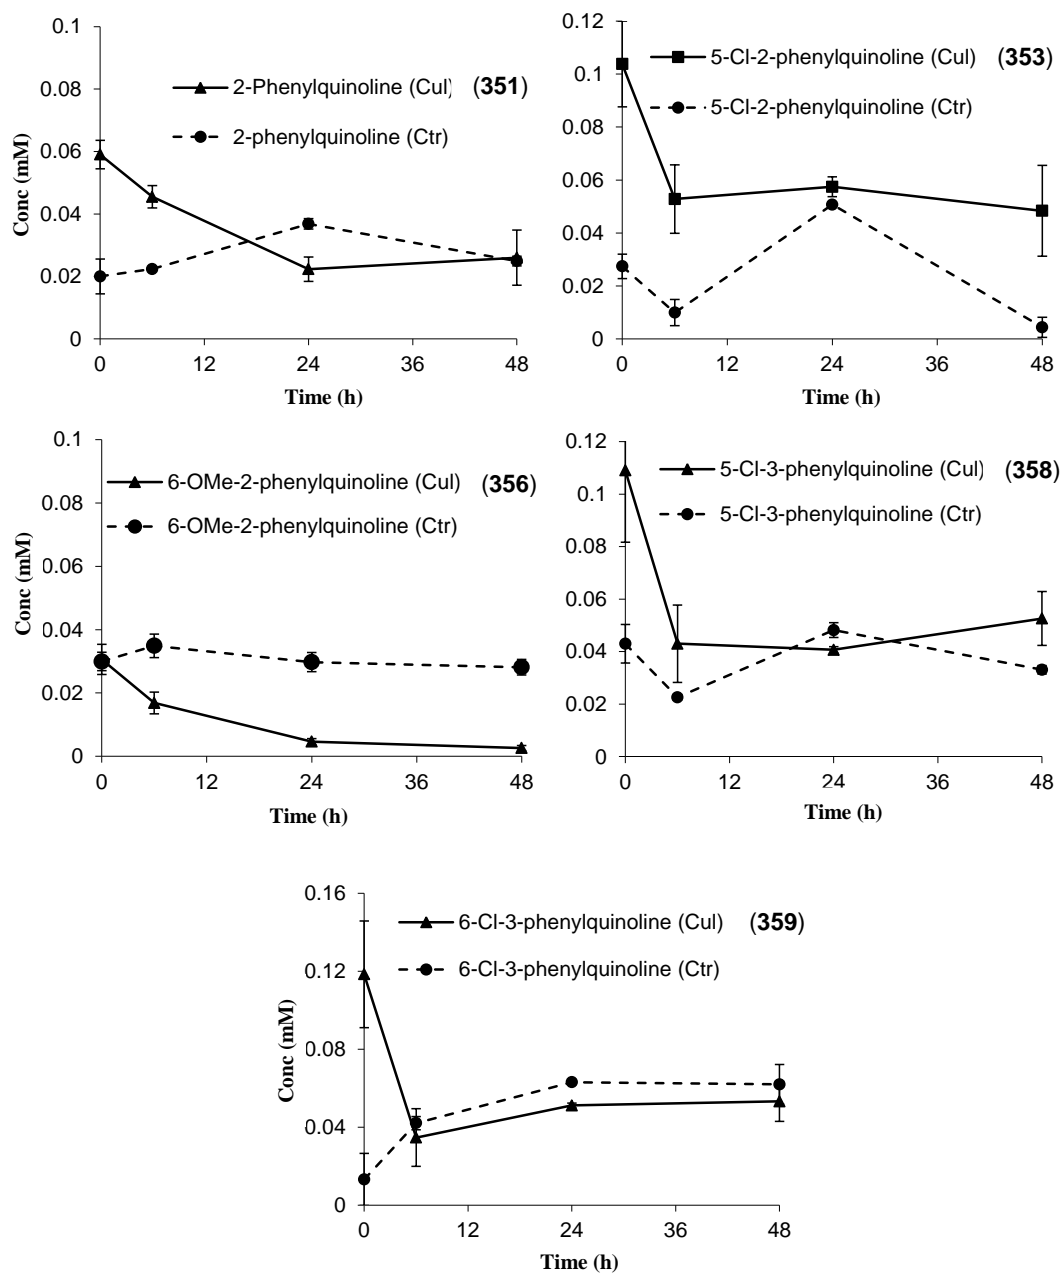 0.1
0.08
0.06
0.04
0.02
0
Conc (mM)
2-Phenylquinoline (Cul) (351)
2-phenylquinoline (Ctr)
0 12 24 36 48
Time (h)
0.12
0.1
0.08
0.06
0.04
0.02
0
5-Cl-2-phenylquinoline (Cul) (353)
5-Cl-2-phenylquinoline (Ctr)
0 12 24 36 48
Time (h)
0.1
0.08
0.06
0.04
0.02
0
Conc (mM)
6-OMe-2-phenylquinoline (Cul) (356)
6-OMe-2-phenylquinoline (Ctr)
0 12 24 36 48
Time (h)
0.12
0.1
0.08
0.06
0.04
0.02
0
5-Cl-3-phenylquinoline (Cul) (358)
5-Cl-3-phenylquinoline (Ctr)
0 12 24 36 48
Time (h)
0.16
0.12
0.08
0.04
0
Conc (mM)
6-Cl-3-phenylquinoline (Cul) (359)
6-Cl-3-phenylquinoline (Ctr)
0 12 24 36 48
Time (h)